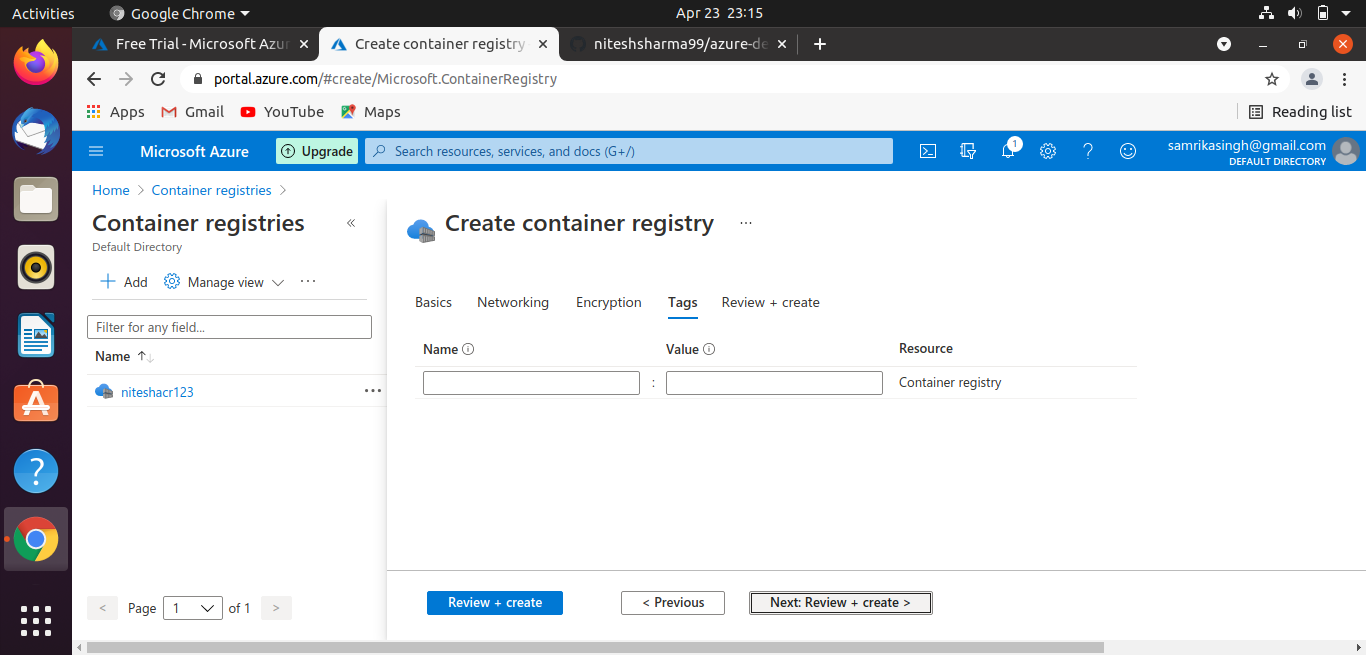 Activities Google Chrome Apr 23 23:15
Free Trial - Microsoft Azur Create container registry niteshsharma99/azure-de
portal.azure.com/#create/Microsoft.ContainerRegistry
Apps Gmail YouTube Maps Reading list
Microsoft Azure Upgrade Search resources, services, and docs (G+/) 1 samrikasingh@gmail.com
DEFAULT DIRECTORY
Home > Container registries >
Container registries «
Default Directory
Create container registry ...
+ Add Manage view ...
Basics Networking Encryption Tags Review + create
Filter for any field...
Name ↑↓
Name Value Resource
: Container registry
niteshacr123 ...
< Page 1 of 1 >
Review + create < Previous Next: Review + create >